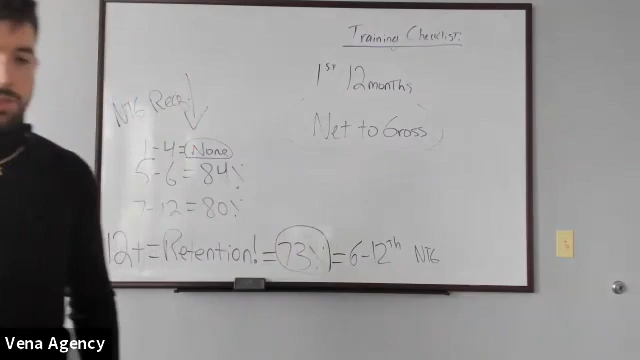 Training Checklist:
1ST 12 months
Net to Gross
NTG Reqz
1-4 = None
5-6 = 84%
7-12 = 80%
12+ = Retention! = 73% = 6-12Th NTG
Vena Agency